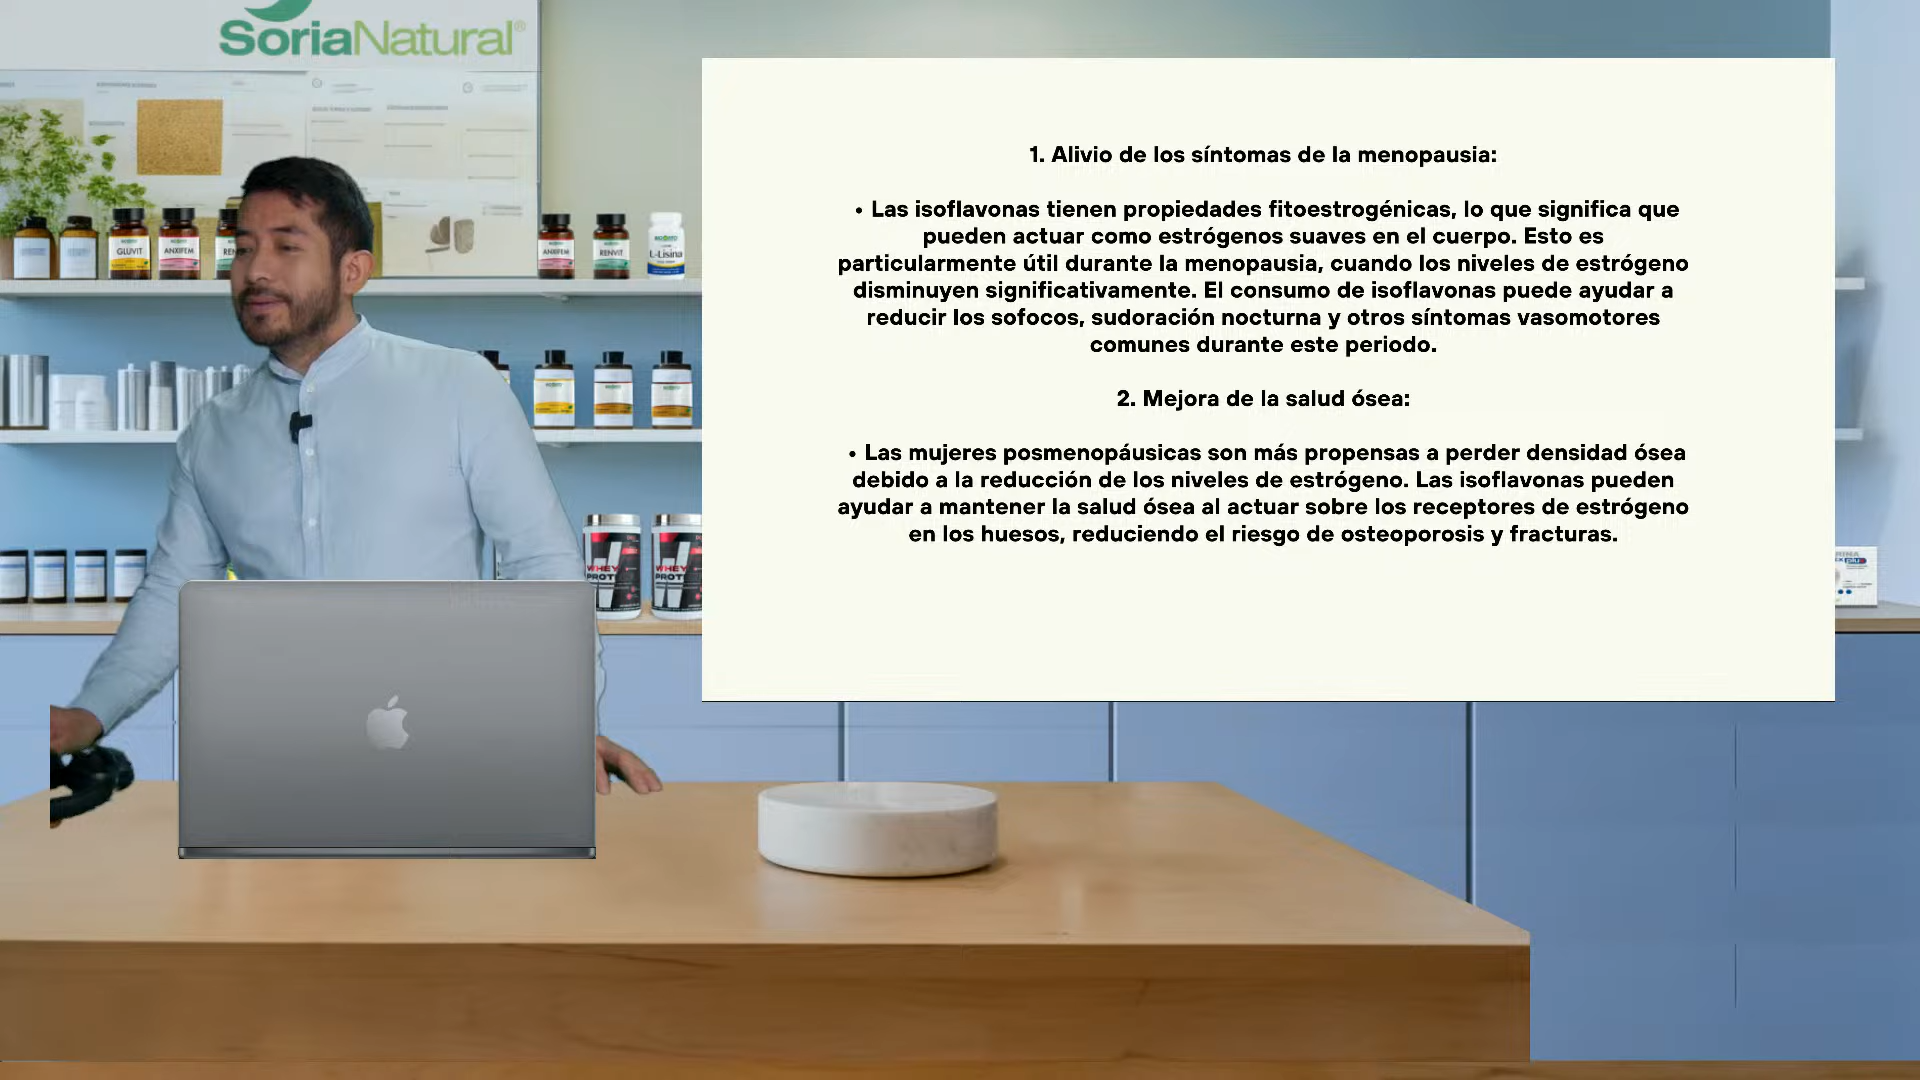 SoriaNatural®
1. Alivio de los síntomas de la menopausia:
• Las isoflavonas tienen propiedades fitoestrogénicas, lo que significa que
pueden actuar como estrógenos suaves en el cuerpo. Esto es
particularmente útil durante la menopausia, cuando los niveles de estrógeno
disminuyen significativamente. El consumo de isoflavonas puede ayudar a
reducir los sofocos, sudoración nocturna y otros síntomas vasomotores
comunes durante este periodo.
2. Mejora de la salud ósea:
• Las mujeres posmenopáusicas son más propensas a perder densidad ósea
debido a la reducción de los niveles de estrógeno. Las isoflavonas pueden
ayudar a mantener la salud ósea al actuar sobre los receptores de estrógeno
en los huesos, reduciendo el riesgo de osteoporosis y fracturas.
GLUVIT
ANXIFEM
ANXIFEM
RENVIT
L-Lisina
WHEY
PROT
WHEY
PROT